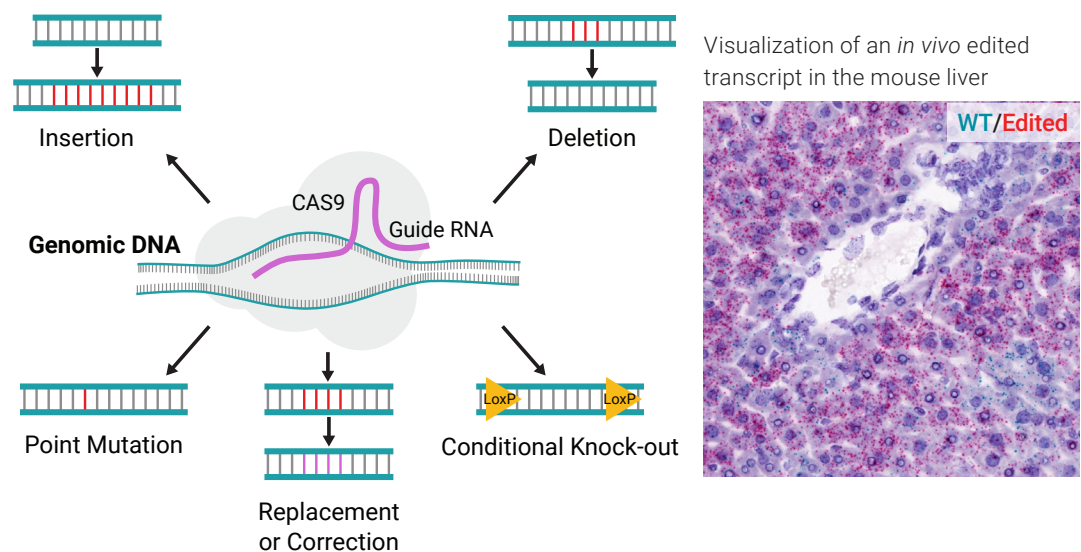 Insertion
Deletion
CAS9
Guide RNA
Genomic DNA
Point Mutation
Replacement
or Correction
LoxP
LoxP
Conditional Knock-out
Visualization of an in vivo edited
transcript in the mouse liver
WT/Edited